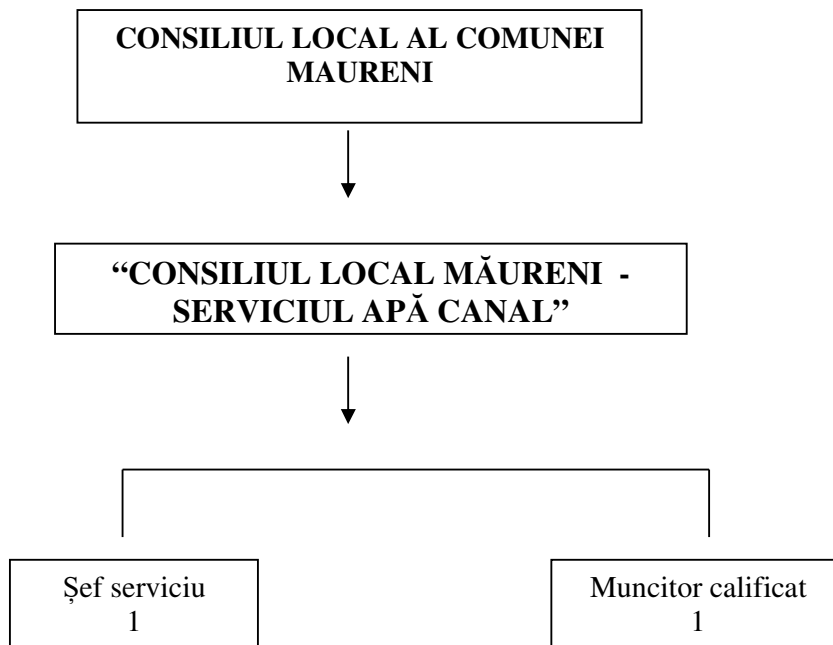 CONSILIUL LOCAL AL COMUNEI
MAURENI
“CONSILIUL LOCAL MĂURENI -
SERVICIUL APĂ CANAL”
Șef serviciu
1
Muncitor calificat
1